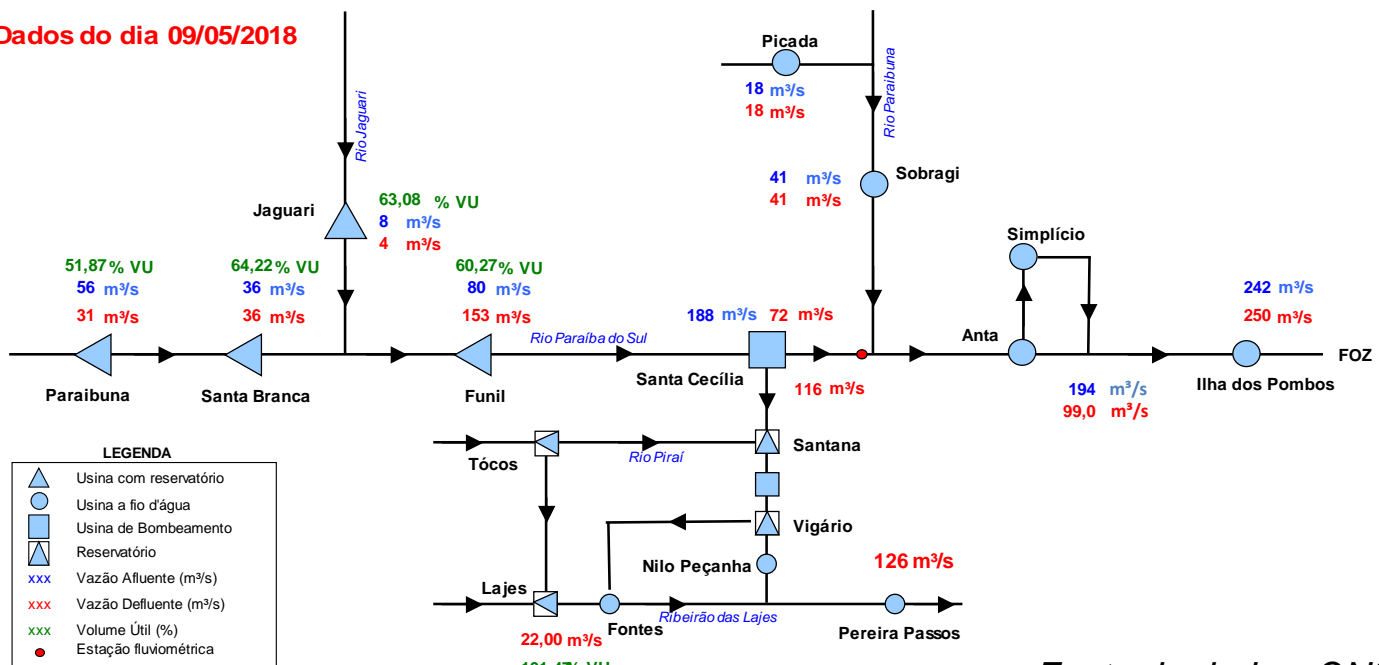 Dados do dia 09/05/2018
Picada
18 m³/s
18 m³/s
Rio Paraibuna
Rio Jaguari
41 m³/s
41 m³/s
Sobragi
Jaguari
63,08 % VU
8 m³/s
4 m³/s
Simplício
51,87 % VU
56 m³/s
31 m³/s
64,22 % VU
36 m³/s
36 m³/s
60,27 % VU
80 m³/s
153 m³/s
188 m³/s 72 m³/s
242 m³/s
250 m³/s
Rio Paraíba do Sul
Anta
FOZ
Paraibuna
Santa Branca
Funil
Santa Cecília
116 m³/s
194 m³/s
99,0 m³/s
Ilha dos Pombos
LEGENDA
Usina com reservatório
Usina a fio d'água
Usina de Bombeamento
Reservatório
xxx Vazão Afluente (m³/s)
xxx Vazão Defluente (m³/s)
xxx Volume Útil (%)
Estação fluviométrica
Tócos
Rio Piraí
Santana
Vigário
Nilo Peçanha
126 m³/s
Lajes
Fontes
Ribeirão das Lajes
Pereira Passos
22,00 m³/s